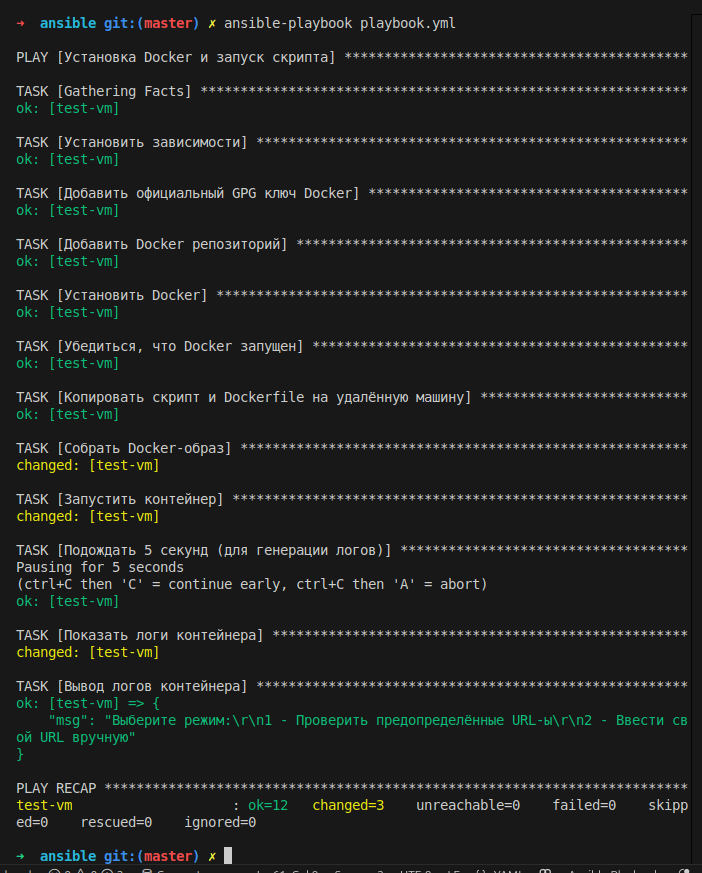 → ansible git:(master) ✗ ansible-playbook playbook.yml
PLAY [Установка Docker и запуск скрипта] *******************************************
TASK [Gathering Facts] *************************************************************
ok: [test-vm]
TASK [Установить зависимости] ******************************************************
ok: [test-vm]
TASK [Добавить официальный GPG ключ Docker] ****************************************
ok: [test-vm]
TASK [Добавить Docker репозиторий] *************************************************
ok: [test-vm]
TASK [Установить Docker] ***********************************************************
ok: [test-vm]
TASK [Убедиться, что Docker запущен] ***********************************************
ok: [test-vm]
TASK [Копировать скрипт и Dockerfile на удалённую машину] **************************
ok: [test-vm]
TASK [Собрать Docker-образ] ********************************************************
changed: [test-vm]
TASK [Запустить контейнер] *********************************************************
changed: [test-vm]
TASK [Подождать 5 секунд (для генерации логов)] ************************************
Pausing for 5 seconds
(ctrl+C then 'C' = continue early, ctrl+C then 'A' = abort)
ok: [test-vm]
TASK [Показать логи контейнера] ****************************************************
changed: [test-vm]
TASK [Вывод логов контейнера] ******************************************************
ok: [test-vm] => {
    "msg": "Выберите режим:\r\n1 - Проверить предопределённые URL-ы\r\n2 - Ввести св
ой URL вручную"
}
PLAY RECAP *************************************************************************
test-vm                    : ok=12   changed=3    unreachable=0    failed=0    skipp
ed=0    rescued=0    ignored=0
→ ansible git:(master) ✗